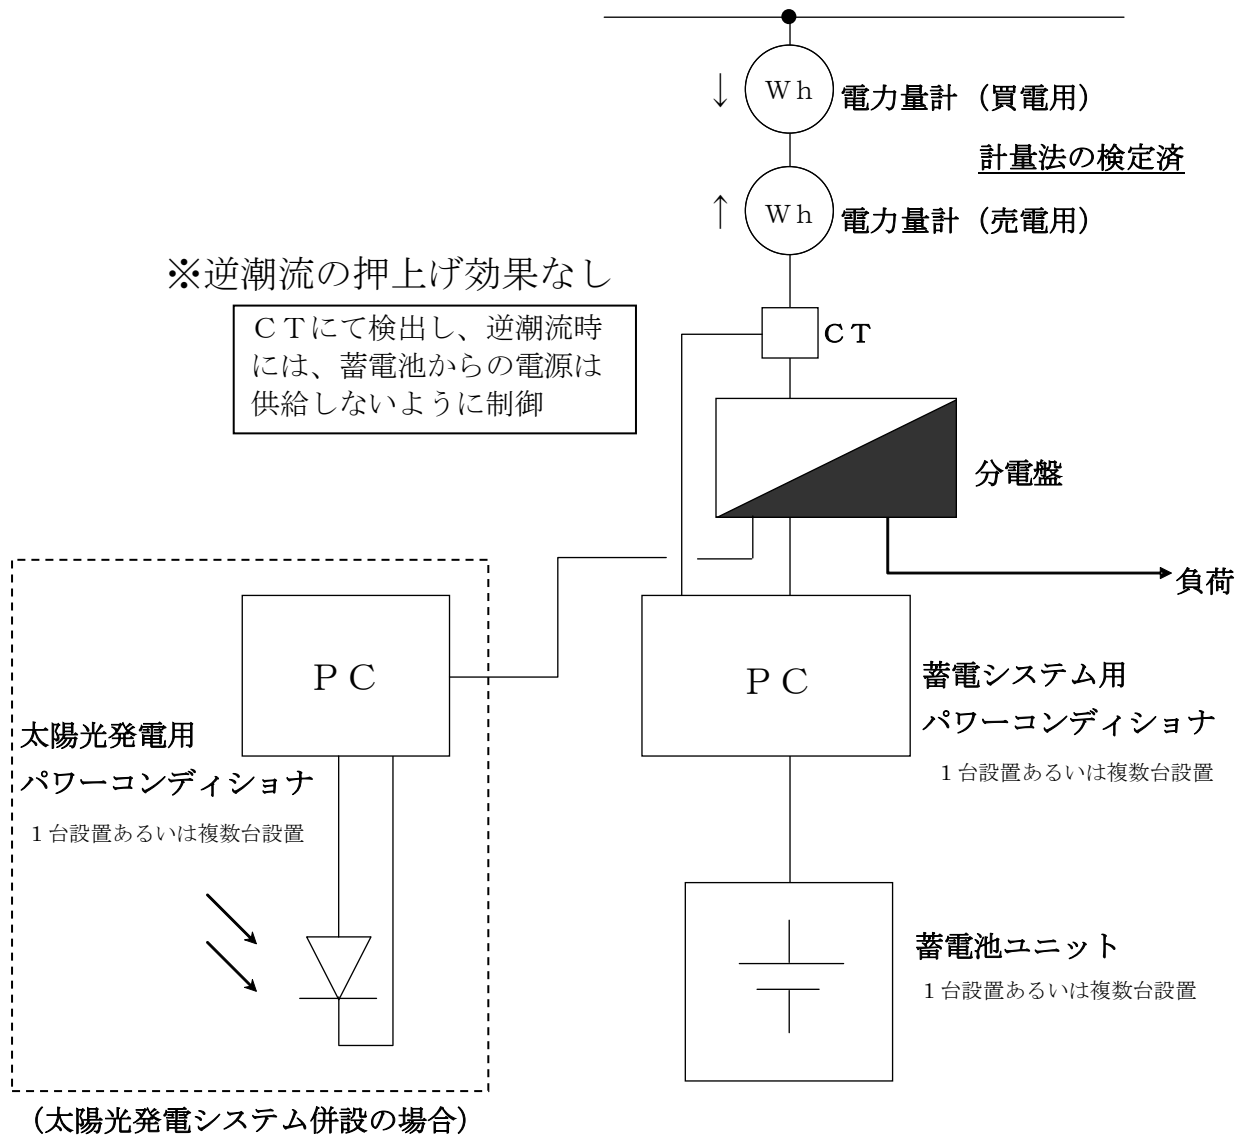 ↓ Wh 電力量計（買電用）
計量法の検定済
↑ Wh 電力量計（売電用）
※逆潮流の押上げ効果なし
ＣＴにて検出し、逆潮流時
には、蓄電池からの電源は
供給しないように制御
ＣＴ
分電盤
負荷
ＰＣ
太陽光発電用
パワーコンディショナ
１台設置あるいは複数台設置
ＰＣ
蓄電システム用
パワーコンディショナ
１台設置あるいは複数台設置
蓄電池ユニット
１台設置あるいは複数台設置
（太陽光発電システム併設の場合）